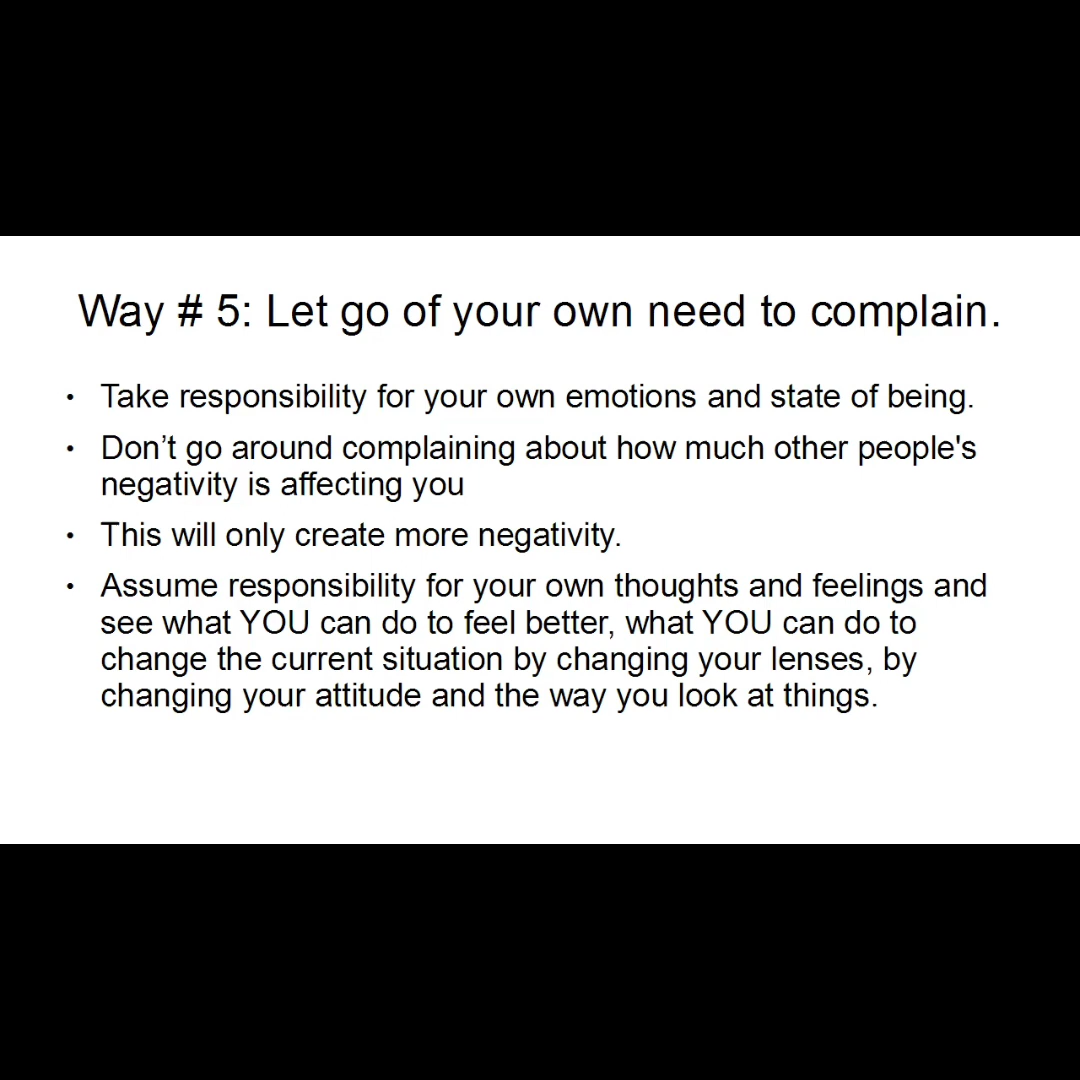 Way # 5: Let go of your own need to complain.
• Take responsibility for your own emotions and state of being.
• Don’t go around complaining about how much other people's
negativity is affecting you
• This will only create more negativity.
• Assume responsibility for your own thoughts and feelings and
see what YOU can do to feel better, what YOU can do to
change the current situation by changing your lenses, by
changing your attitude and the way you look at things.